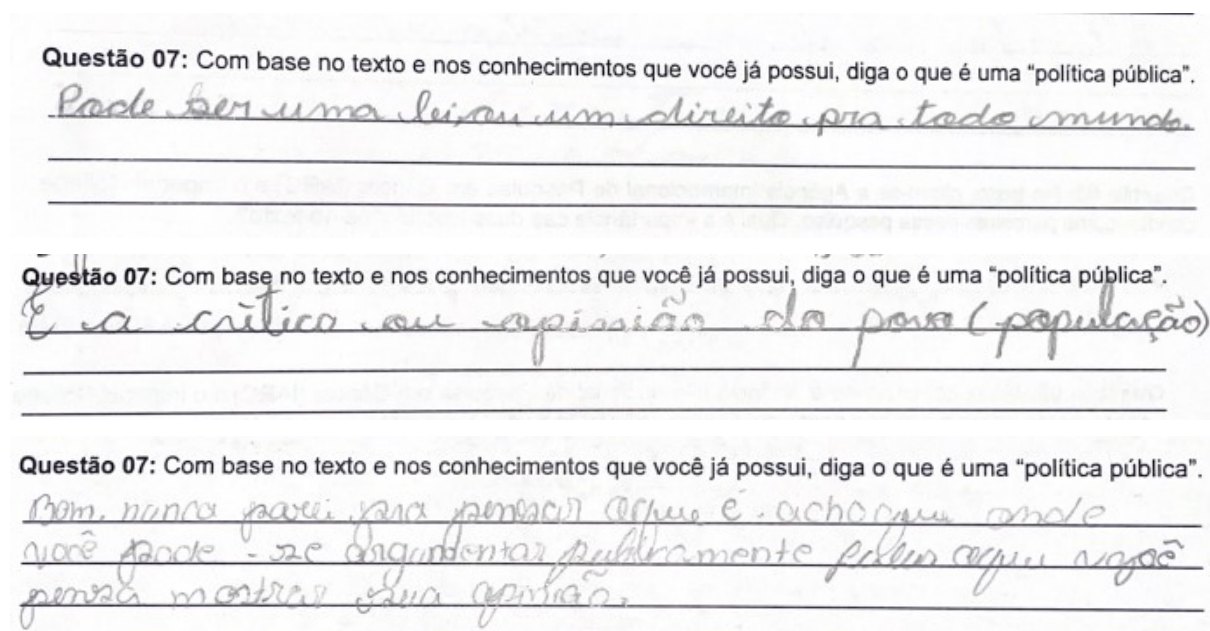 Questão 07: Com base no texto e nos conhecimentos que você já possui, diga o que é uma “política pública”.
Pode ser uma lei, ou um direito pra todo mundo.
Questão 07: Com base no texto e nos conhecimentos que você já possui, diga o que é uma “política pública”.
É a crítica ou opinião do povo (população)
Questão 07: Com base no texto e nos conhecimentos que você já possui, diga o que é uma “política pública”.
Bom. nunca parei pra pensar oque é. acho que onde
você pode - se argumentar publicamente oque você
pensa mostrar sua opinião.